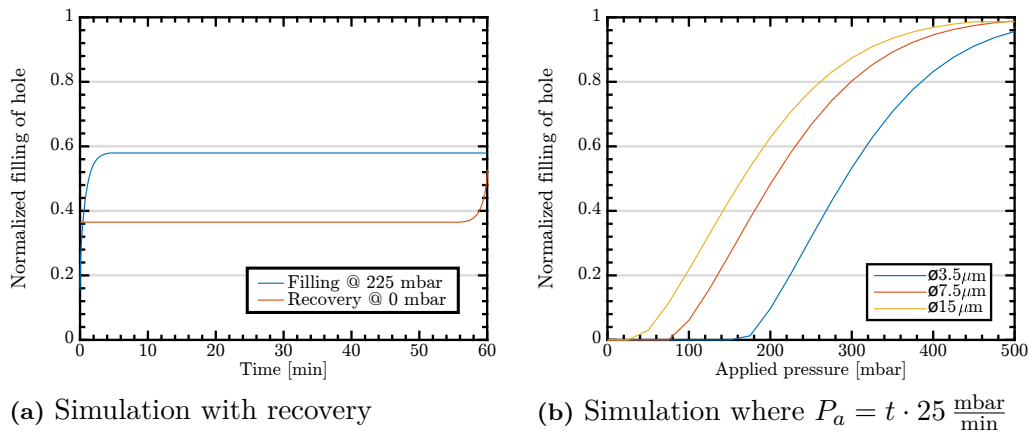 1
0.8
0.6
0.4
0.2
0
Normalized filling of hole
0 10 20 30 40 50 60
Time [min]
Filling @ 225 mbar
Recovery @ 0 mbar
(a) Simulation with recovery
1
0.8
0.6
0.4
0.2
0
Normalized filling of hole
0 100 200 300 400 500
Applied pressure [mbar]
ø3.5μm
ø7.5μm
ø15μm
(b) Simulation where Pₐ = t · 25 mbar/min